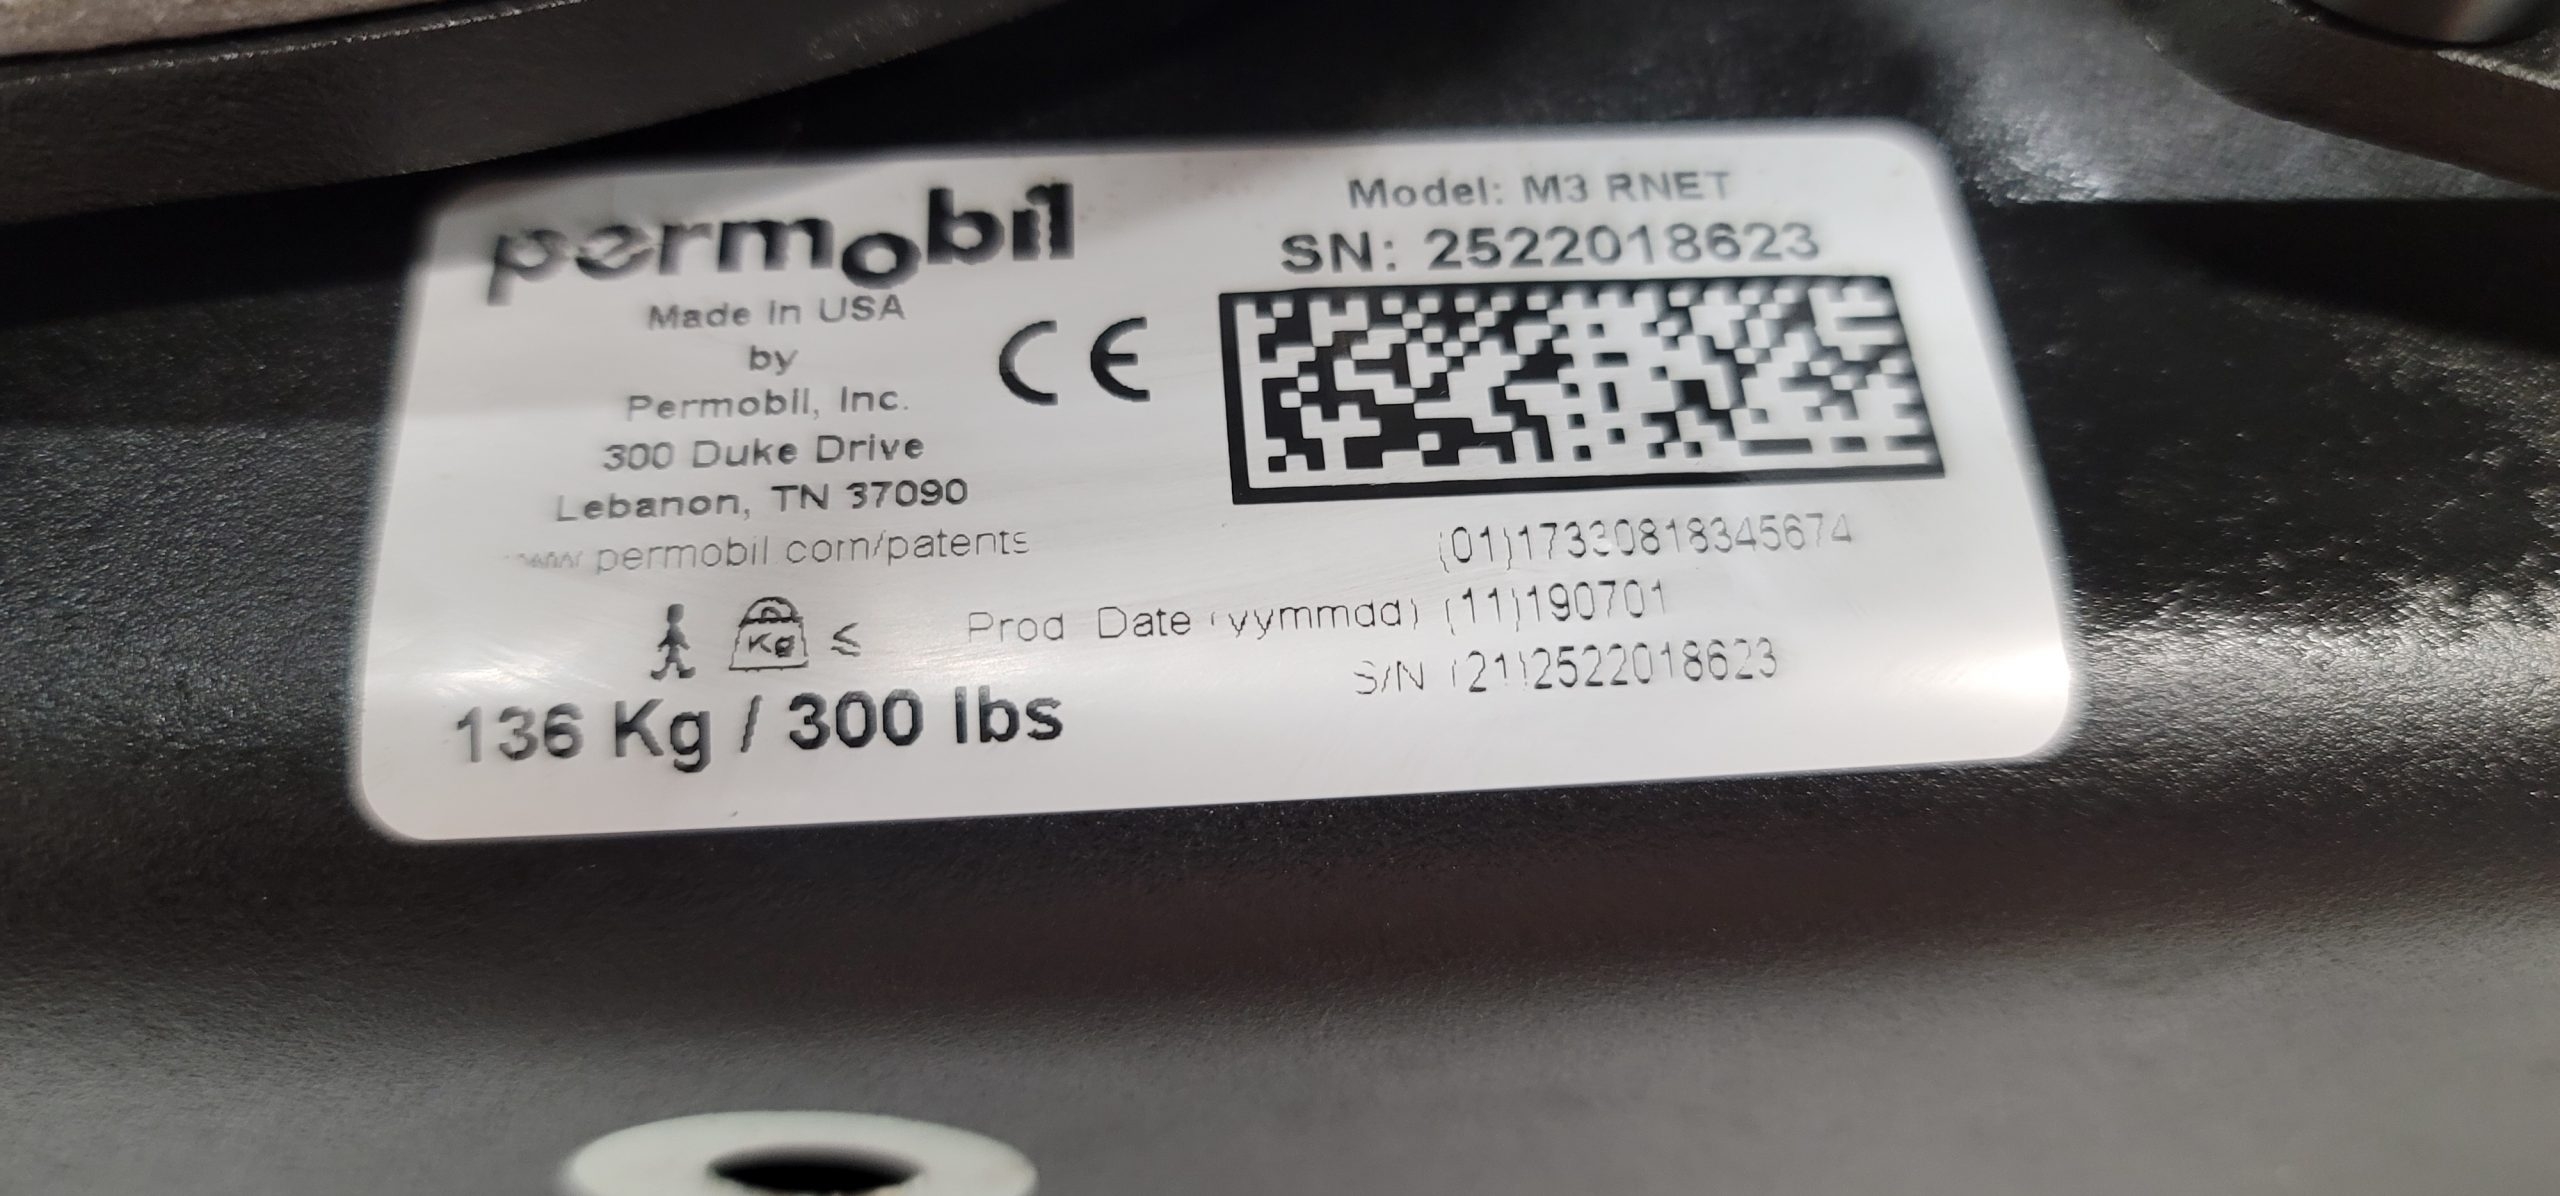 permobil
Made in USA
by
Permobil, Inc.
300 Duke Drive
Lebanon, TN 37090
www.permobil.com/patents
CE
Kg ≤
136 Kg / 300 lbs
Model: M3 RNET
SN: 2522018623
(01)17330818345674
Prod Date (yymmdd) (11)190701
S/N (21)2522018623